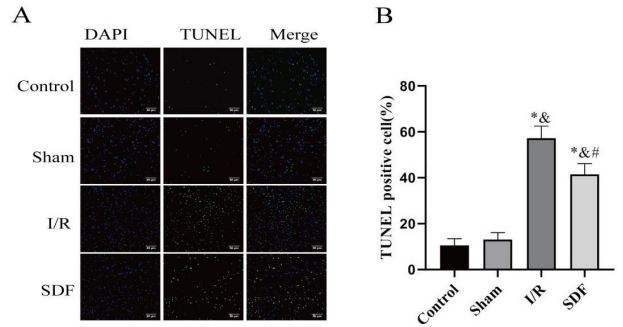 A
DAPI TUNEL Merge
Control
Sham
I/R
SDF
B
TUNEL positive cell(%)
80
60
40
20
0
*&
*&#
Control Sham I/R SDF